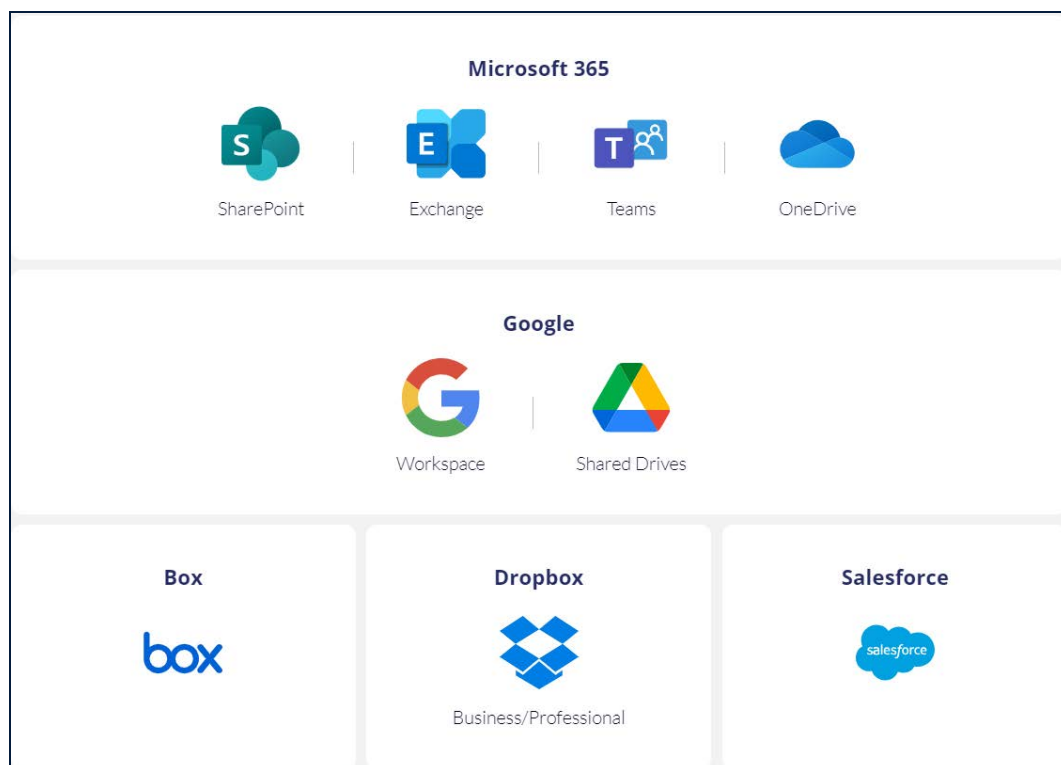 Microsoft 365
S
E
T
SharePoint
Exchange
Teams
OneDrive
Google
Workspace
Shared Drives
Box
Dropbox
Salesforce
box
salesforce
Business/Professional